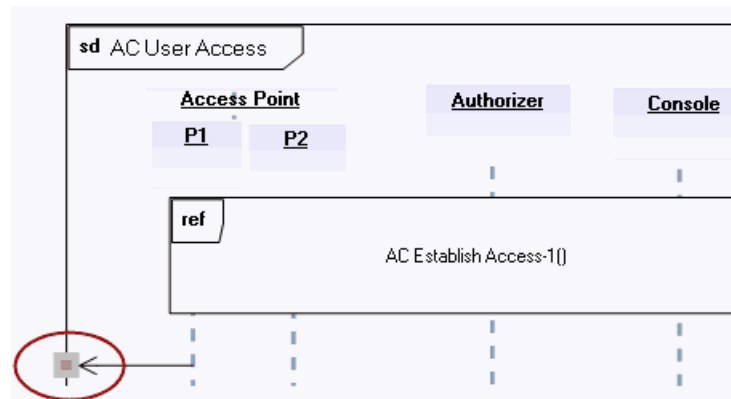 sd AC User Access
Access Point
Authorizer
Console
P1
P2
ref
AC Establish Access-1()